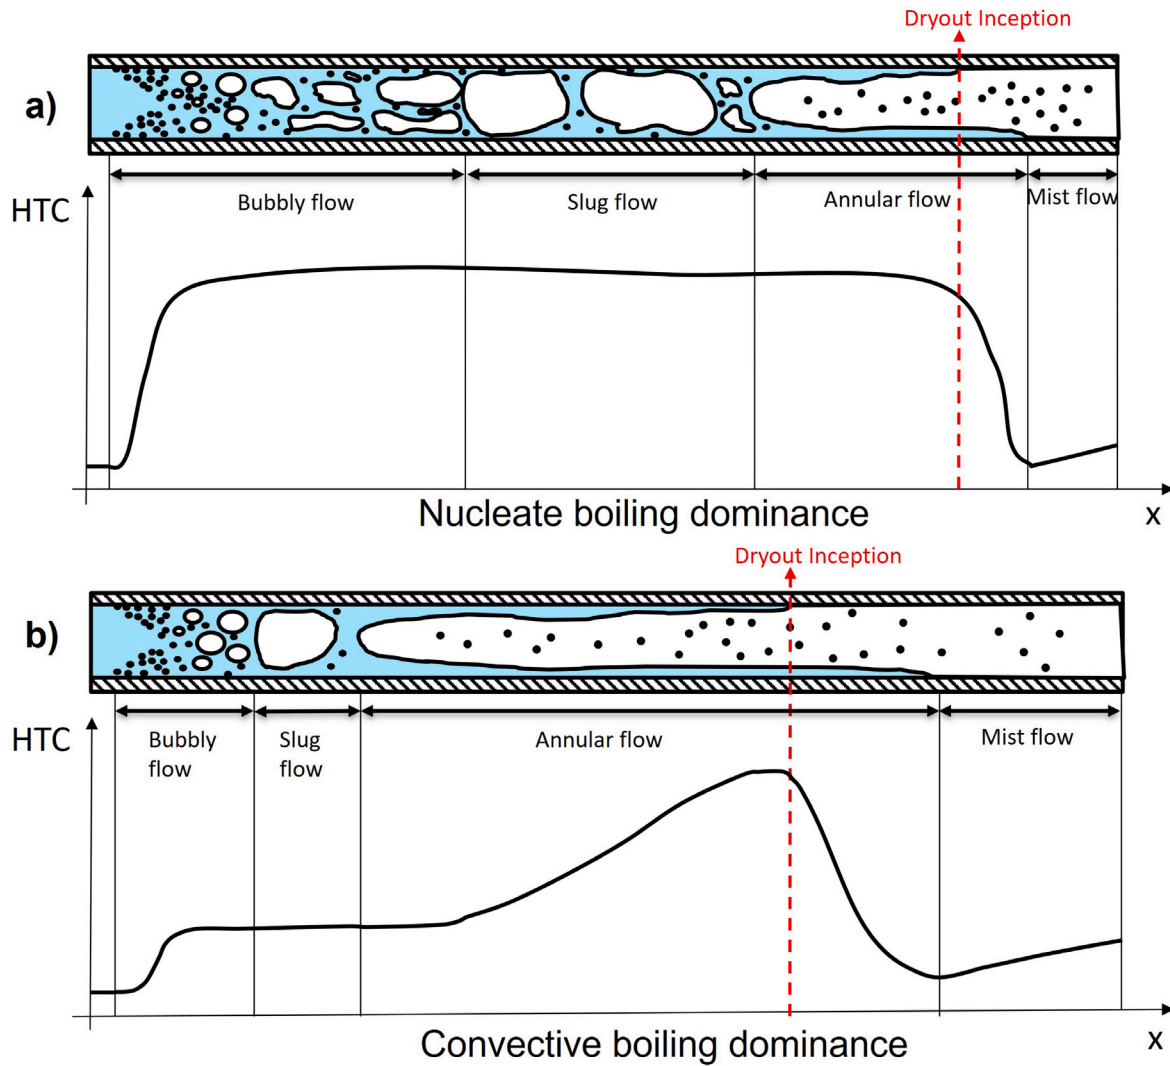 Dryout Inception
a)
Bubbly flow
Slug flow
Annular flow
Mist flow
HTC
Nucleate boiling dominance
x
Dryout Inception
b)
HTC
Bubbly
flow
Slug
flow
Annular flow
Mist flow
Convective boiling dominance
x